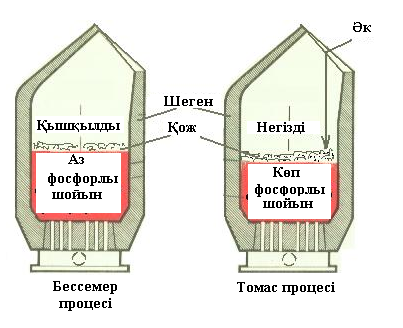 Әк
Шеген
Қышқылды
Қож
Негізді
Аз
фосфорлы
шойын
Көп
фосфорлы
шойын
Бессемер
процесі
Томас процесі